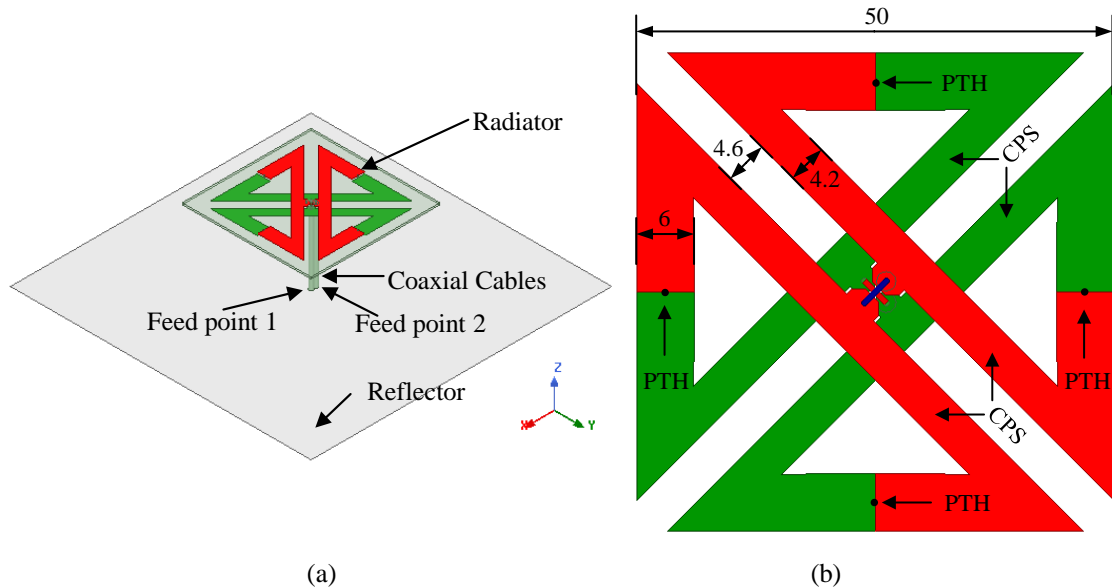 50
PTH
Radiator
CPS
4.6
4.2
6
Coaxial Cables
Feed point 1
Feed point 2
PTH
PTH
Reflector
Z
X
Y
CPS
PTH
(a)
(b)